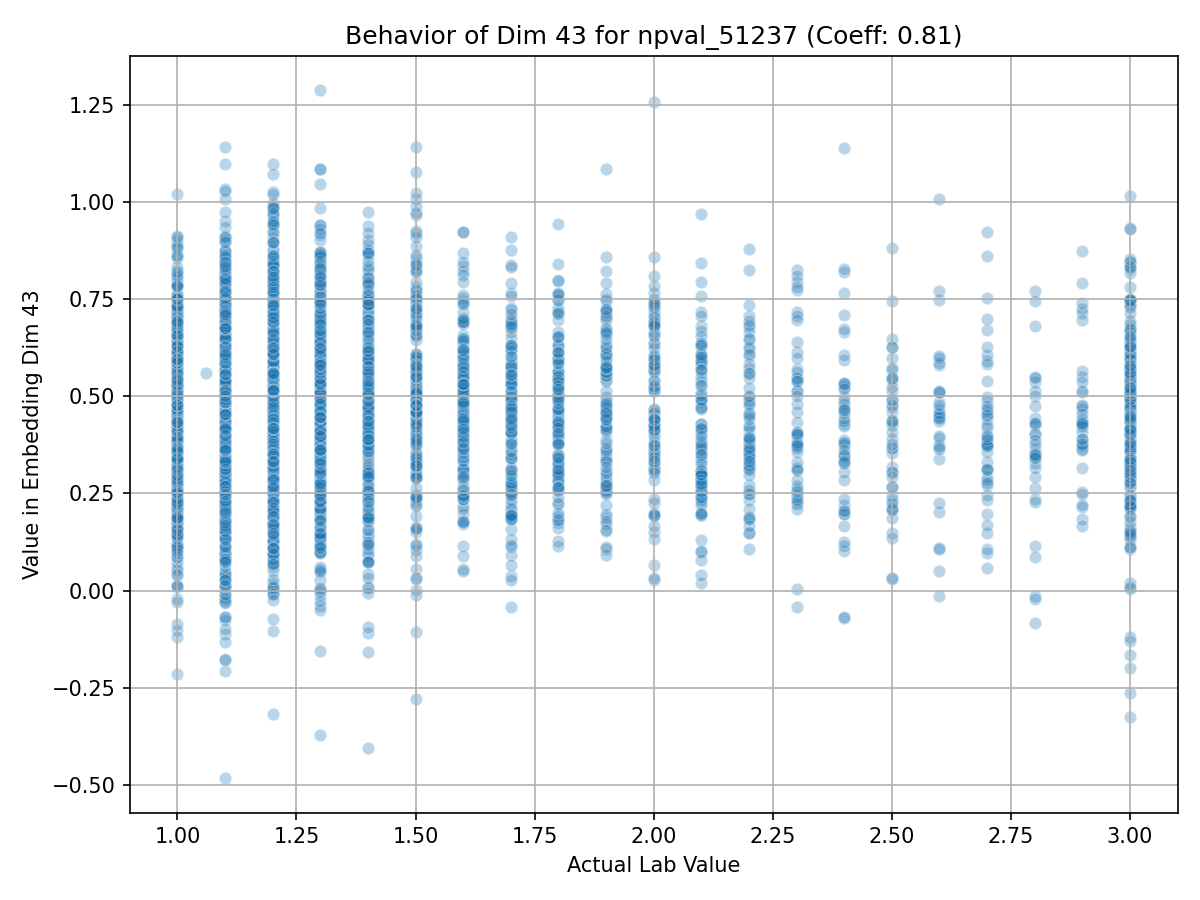 Behavior of Dim 43 for npval_51237 (Coeff: 0.81)
Value in Embedding Dim 43
1.25
1.00
0.75
0.50
0.25
0.00
−0.25
−0.50
1.00 1.25 1.50 1.75 2.00 2.25 2.50 2.75 3.00
Actual Lab Value